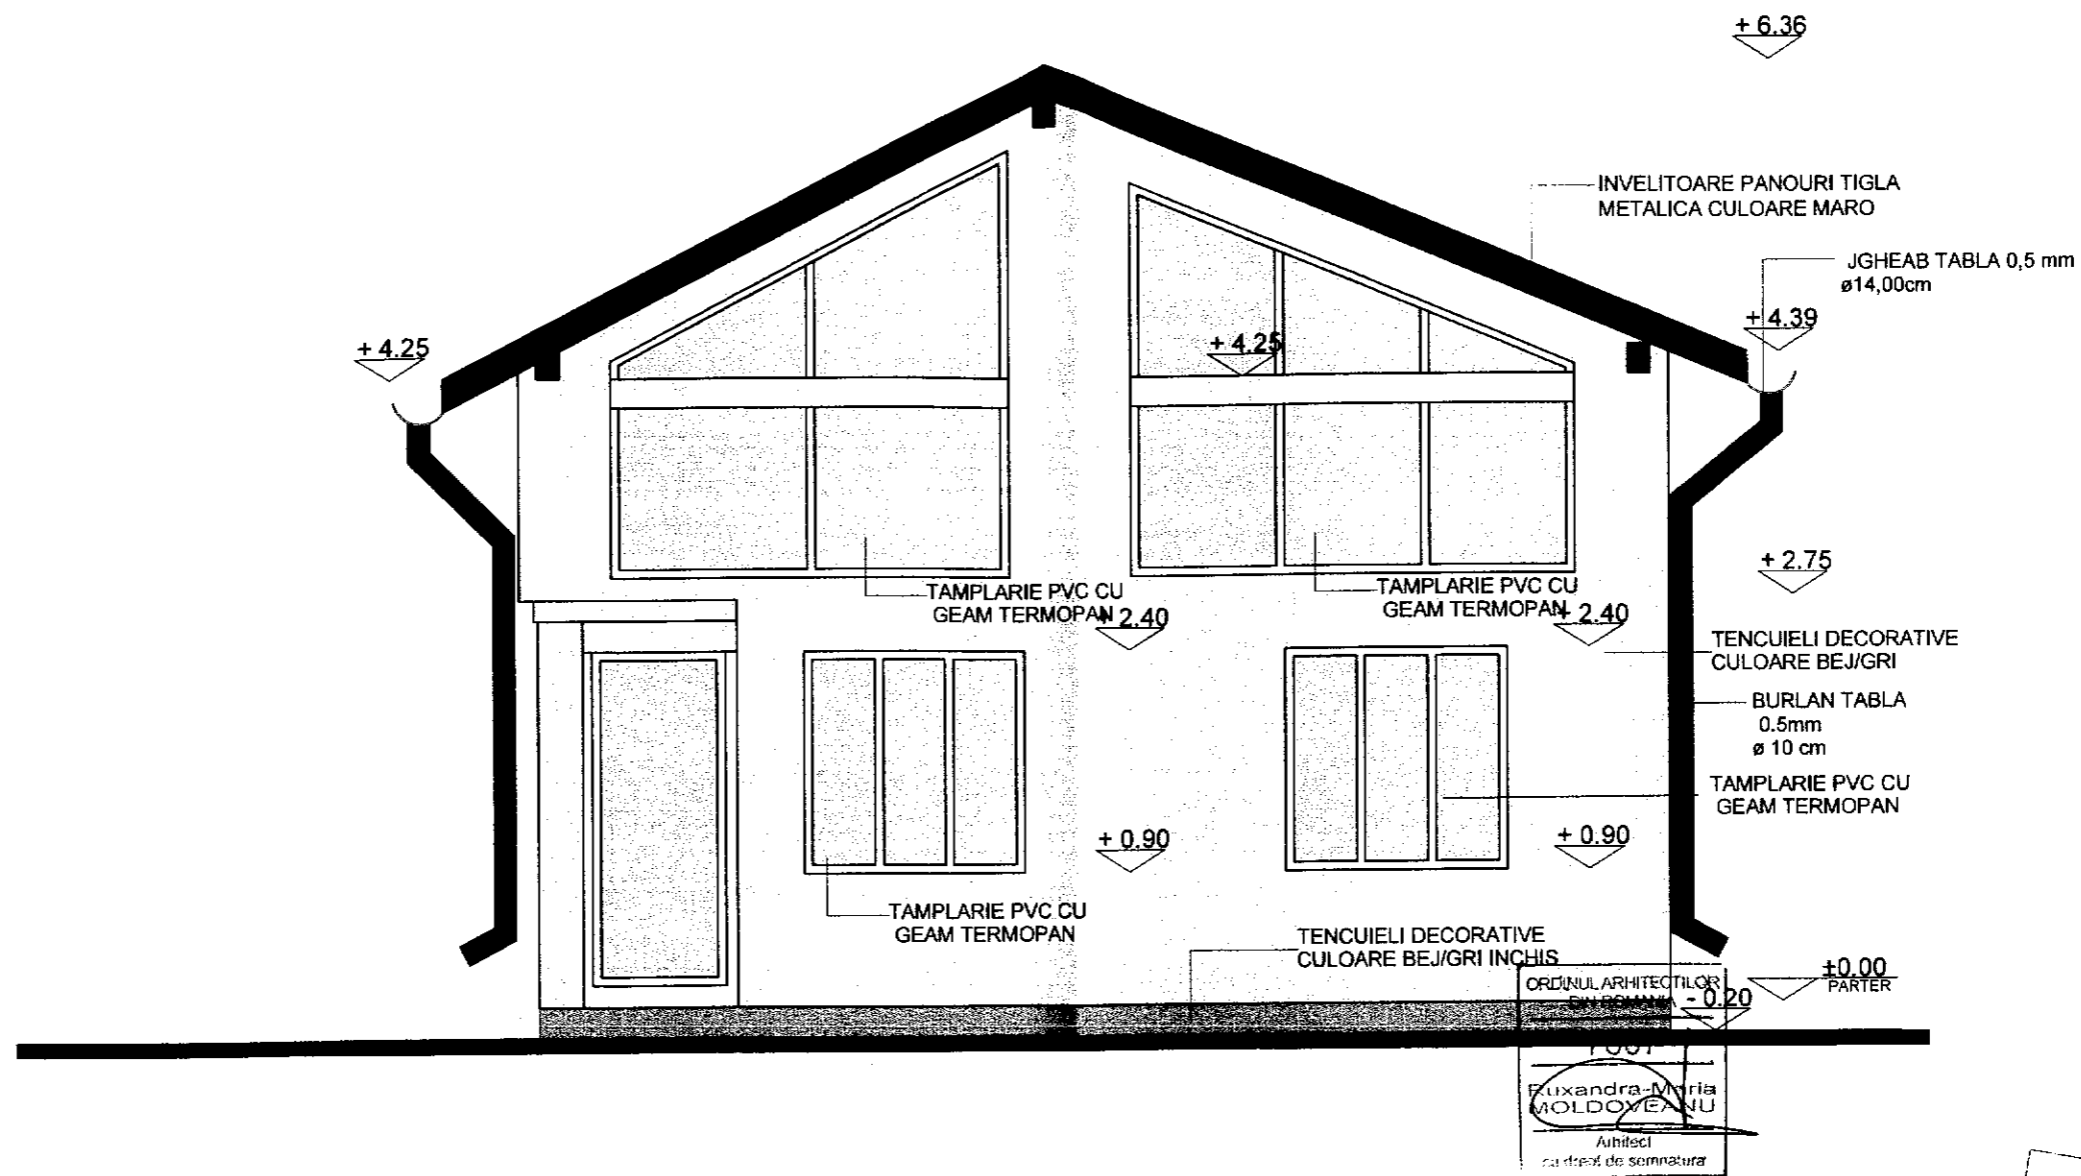 + 6.36
INVELITOARE PANOURI TIGLA
METALICA CULOARE MARO
JGHEAB TABLA 0,5 mm
ø14,00cm
+ 4.39
+ 4.25
+ 4.25
+ 2.75
TAMPLARIE PVC CU
GEAM TERMOPAN
+ 2.40
TAMPLARIE PVC CU
GEAM TERMOPAN
+ 2.40
TENCUIELI DECORATIVE
CULOARE BEJ/GRI
BURLAN TABLA
0.5mm
ø 10 cm
TAMPLARIE PVC CU
GEAM TERMOPAN
+ 0.90
+ 0.90
TAMPLARIE PVC CU
GEAM TERMOPAN
TENCUIELI DECORATIVE
CULOARE BEJ/GRI INCHIS
±0.00
PARTER
- 0.20
ORDINUL ARHITECTILOR
DIN ROMANIA
Ruxandra-Maria
MOLDOVEANU
Arhitect
cu drept de semnatura